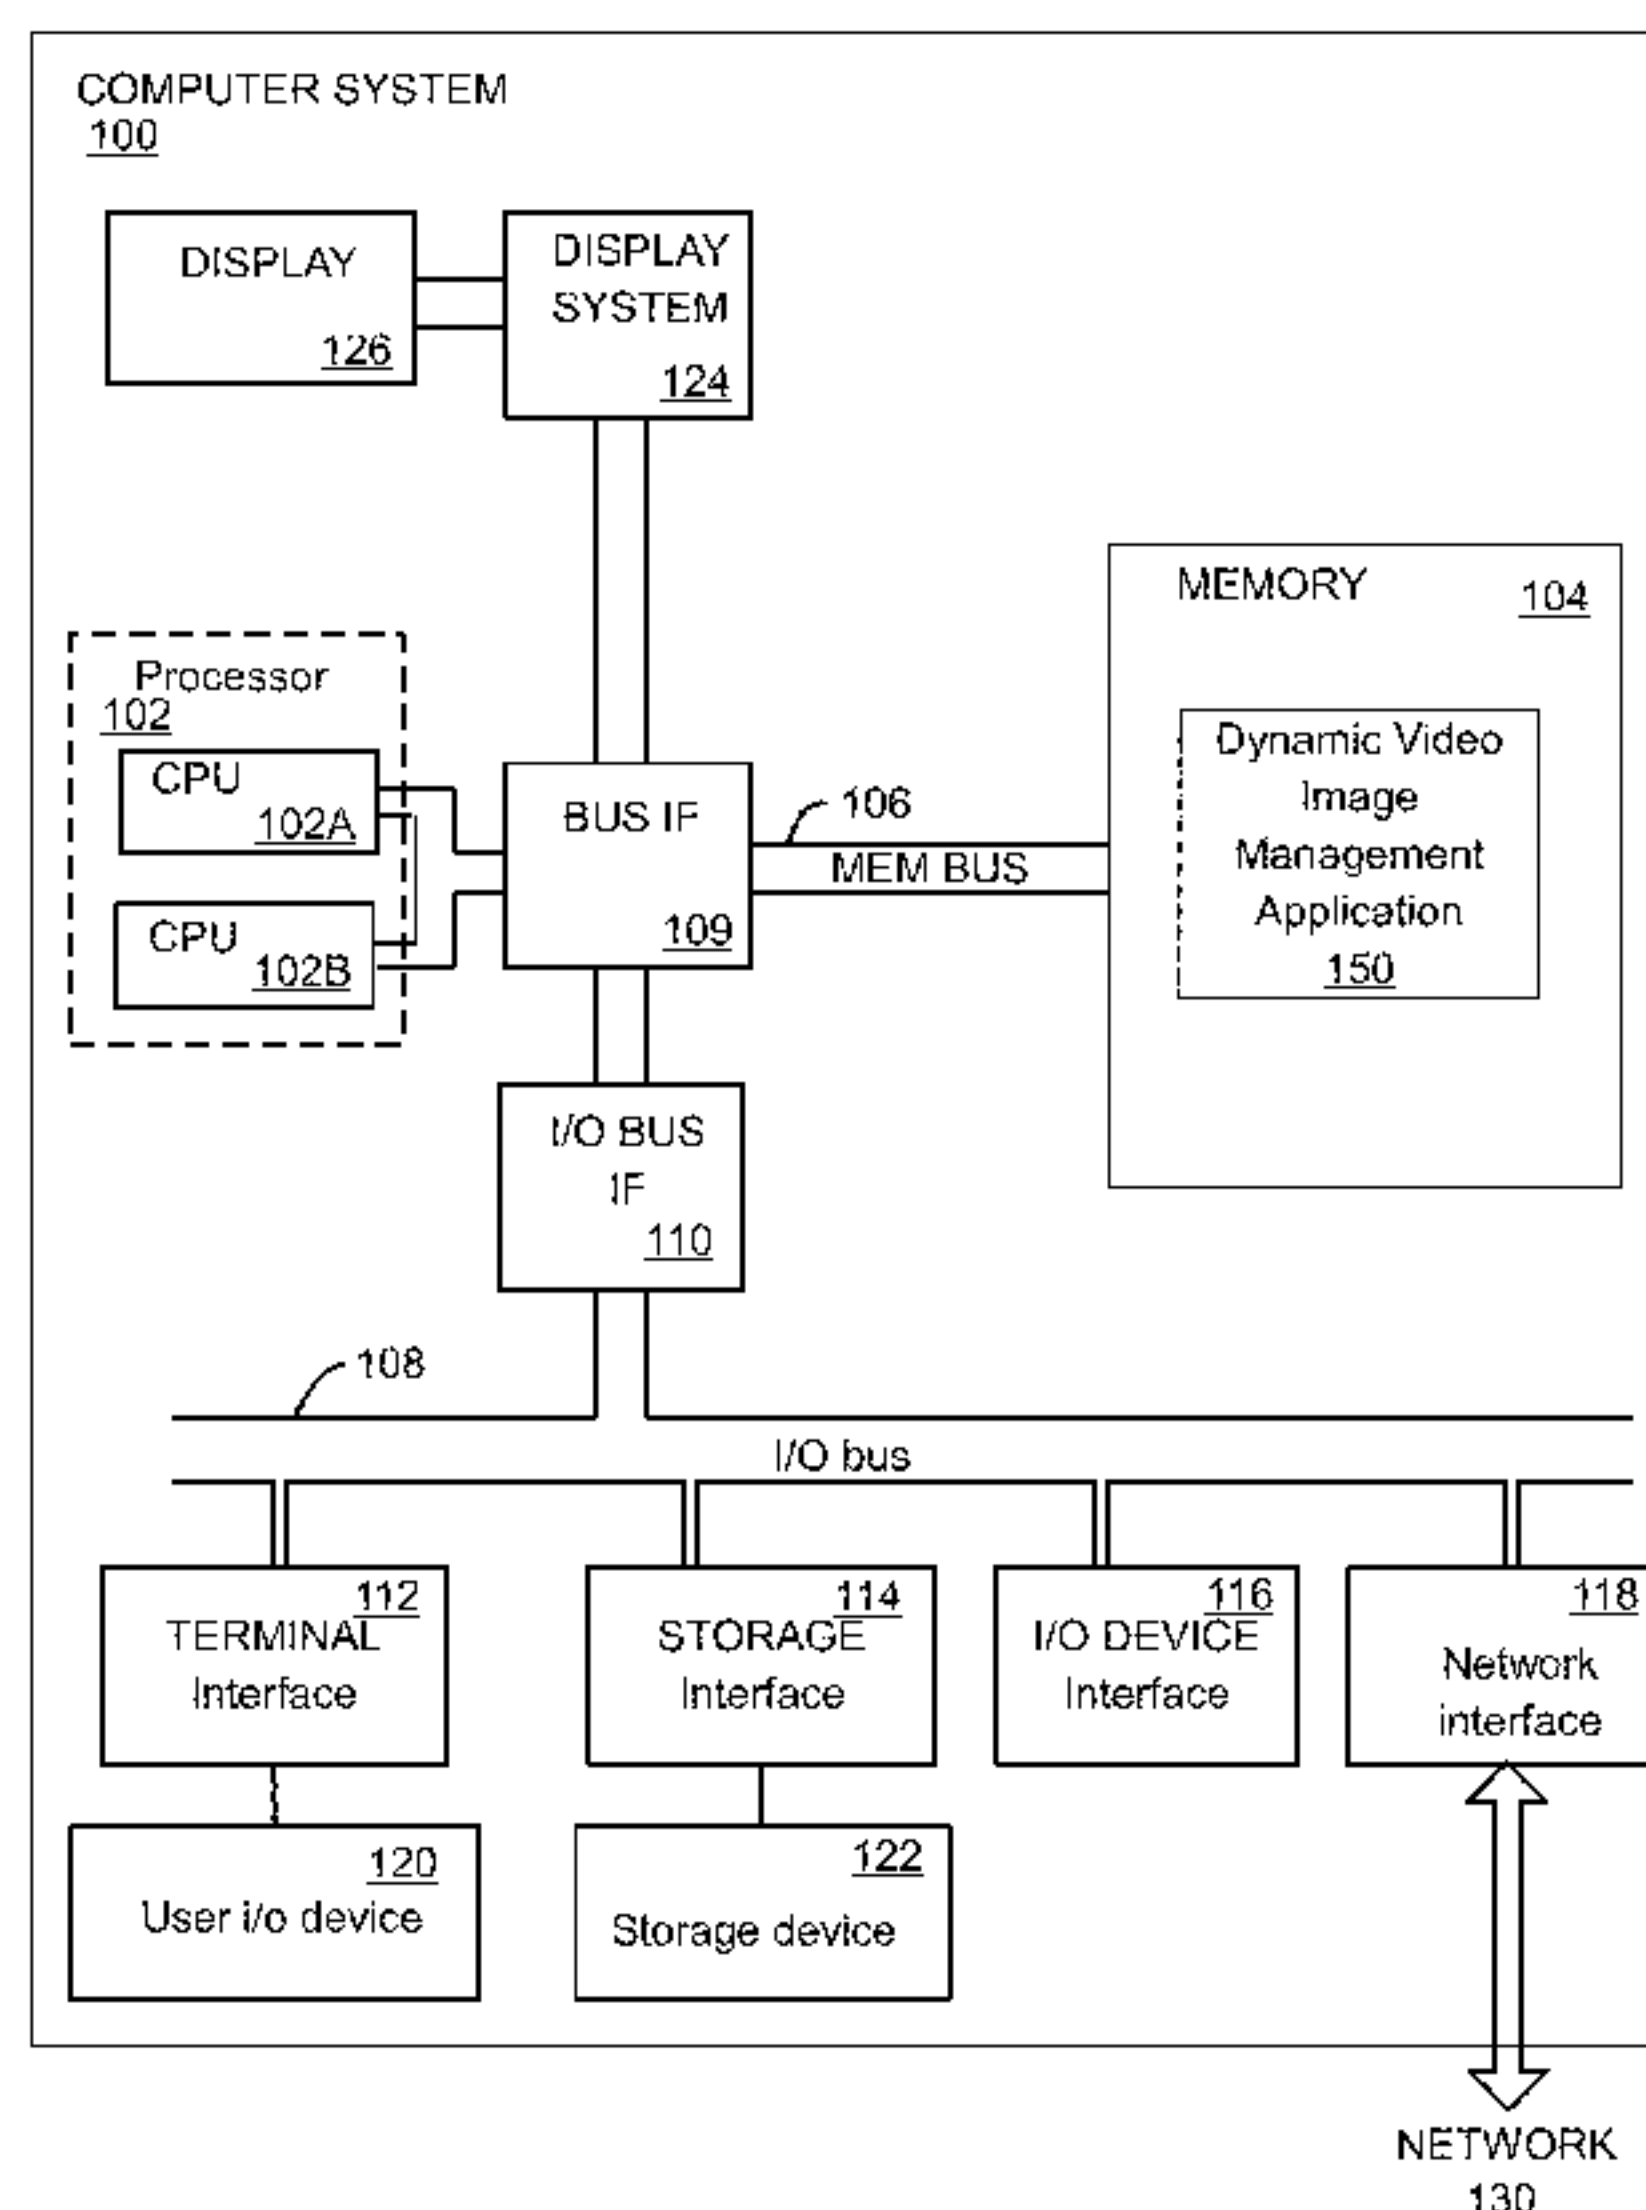 COMPUTER SYSTEM
100
DISPLAY
126
DISPLAY
SYSTEM
124
MEMORY
104
Processor
102
CPU
102A
CPU
102B
BUS IF
109
106
MEM BUS
Dynamic Video
Image
Management
Application
150
I/O BUS
IF
110
108
I/O bus
112
TERMINAL
Interface
114
STORAGE
Interface
116
I/O DEVICE
Interface
118
Network
interface
120
User i/o device
122
Storage device
NETWORK
130